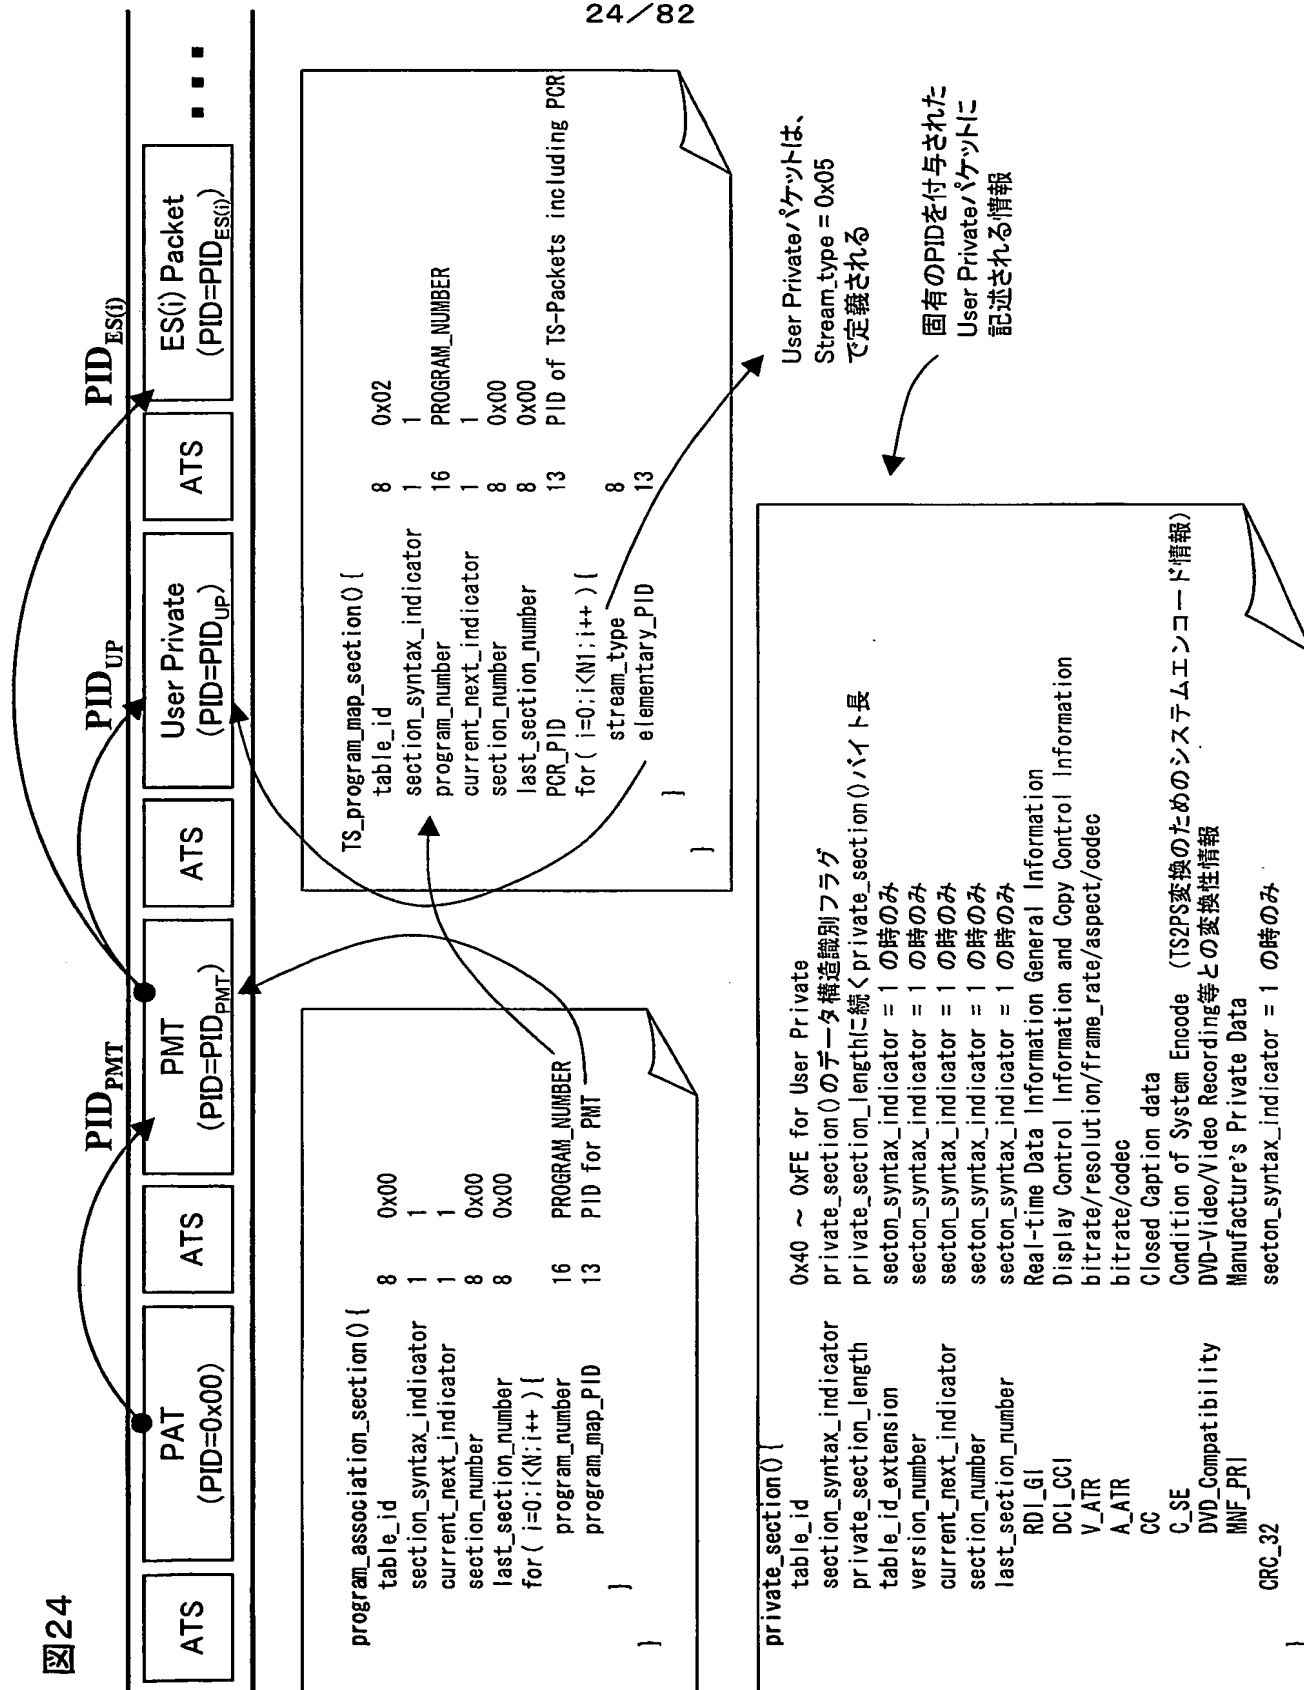 24/82
図24
PID_PMT
PID_UP
PID_ES(i)
ATS
PAT
(PID=0x00)
ATS
PMT
(PID=PID_PMT)
ATS
User Private
(PID=PID_UP)
ATS
ES(i) Packet
(PID=PID_ES(i))
...
program_association_section(){
table_id 8 0x00
section_syntax_indicator 1 1
current_next_indicator 1 1
section_number 8 0x00
last_section_number 8 0x00
for( i=0;i<N;i++ ){
program_number 16 PROGRAM_NUMBER
program_map_PID 13 PID for PMT
}
TS_program_map_section(){
table_id 8 0x02
section_syntax_indicator 1 1
program_number 16 PROGRAM_NUMBER
current_next_indicator 1 1
section_number 8 0x00
last_section_number 8 0x00
PCR_PID 13 PID of TS-Packets including PCR
for( i=0;i<N1;i++ ){
stream_type 8
elementary_PID 13
}
User Privateパケットは、
Stream_type = 0x05
で定義される
固有のPIDを付与された
User Privateパケットに
記述される情報
private_section(){
table_id 0x40 ~ 0xFE for User Private
section_syntax_indicator private_section()のデータ構造識別フラグ
private_section_length private_section_lengthに続くprivate_section()バイト長
table_id_extension secton_syntax_indicator = 1 の時のみ
version_number secton_syntax_indicator = 1 の時のみ
current_next_indicator secton_syntax_indicator = 1 の時のみ
section_number secton_syntax_indicator = 1 の時のみ
last_section_number secton_syntax_indicator = 1 の時のみ
RDI_GI Real-time Data Information General Information
DCI_CCI Display Control Information and Copy Control Information
V_ATR bitrate/resolution/frame_rate/aspect/codec
A_ATR bitrate/codec
CC Closed Caption data
C_SE Condition of System Encode (TS2PS変換のためのシステムエンコード情報)
DVD_Compatibility DVD-Video/Video Recording等との変換性情報
MNF_PRI Manufacture's Private Data
CRC_32 secton_syntax_indicator = 1 の時のみ
}